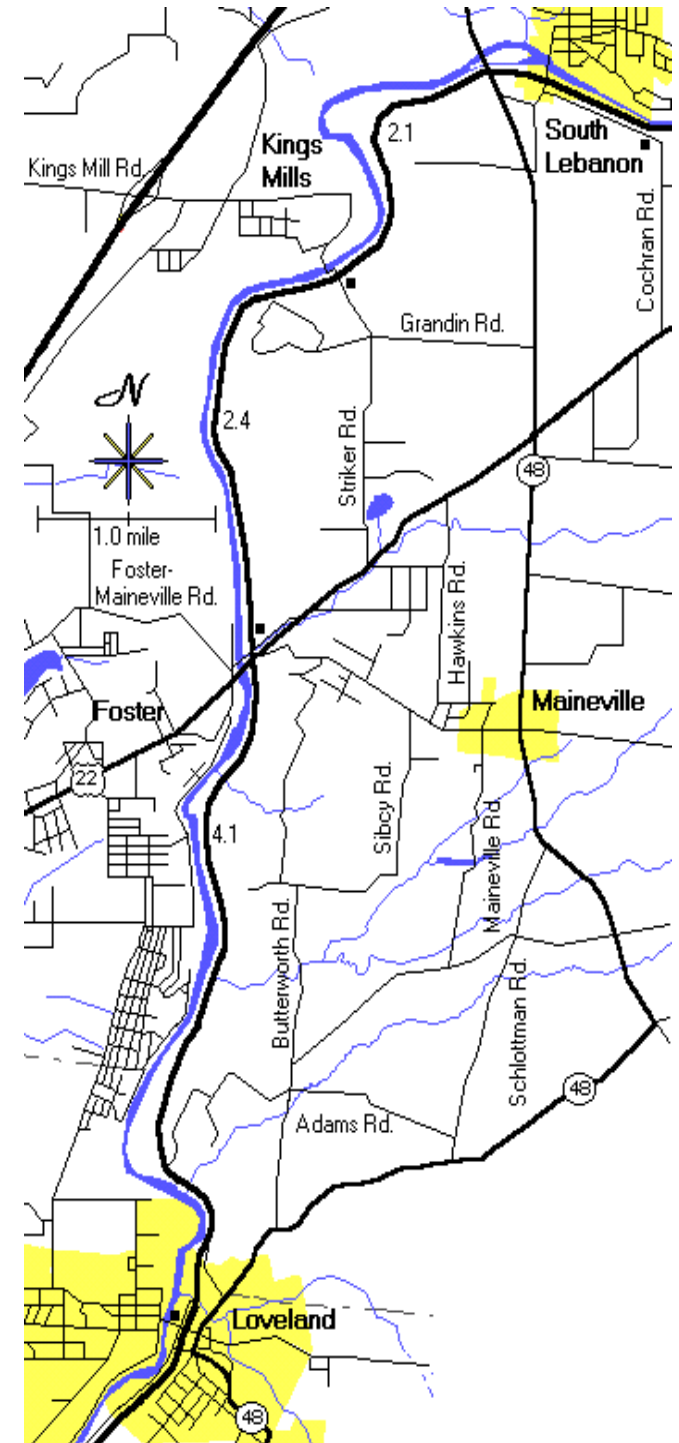 Kings
Mills
2.1
South
Lebanon
Kings Mill Rd.
Cochran Rd.
Grandin Rd.
N
2.4
Striker Rd.
48
1.0 mile
Foster-
Maineville Rd.
Hawkins Rd.
Foster
Maineville
22
4.1
Sibcy Rd.
Maineville Rd.
Butterworth Rd.
Schlottman Rd.
48
Adams Rd.
Loveland
48